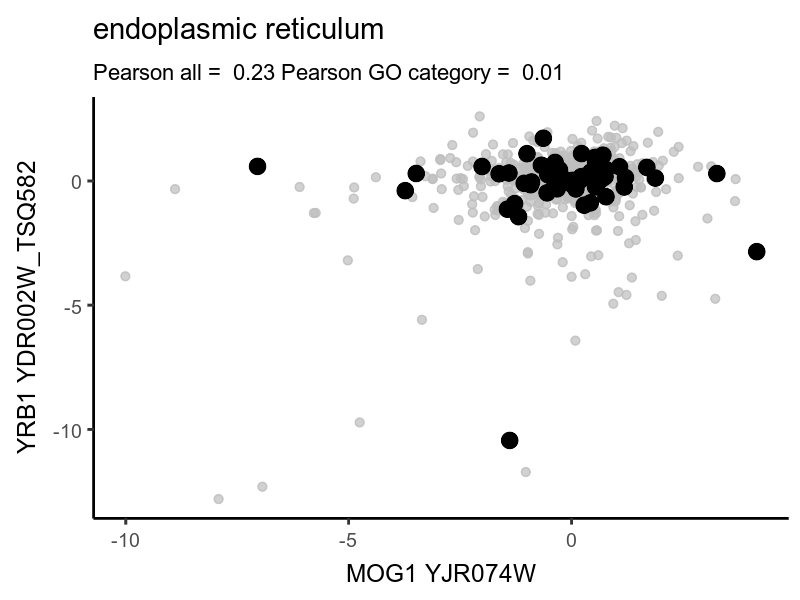 endoplasmic reticulum
Pearson all =  0.23 Pearson GO category =  0.01
YRB1 YDR002W_TSQ582
0
-5
-10
-10
-5
0
MOG1 YJR074W